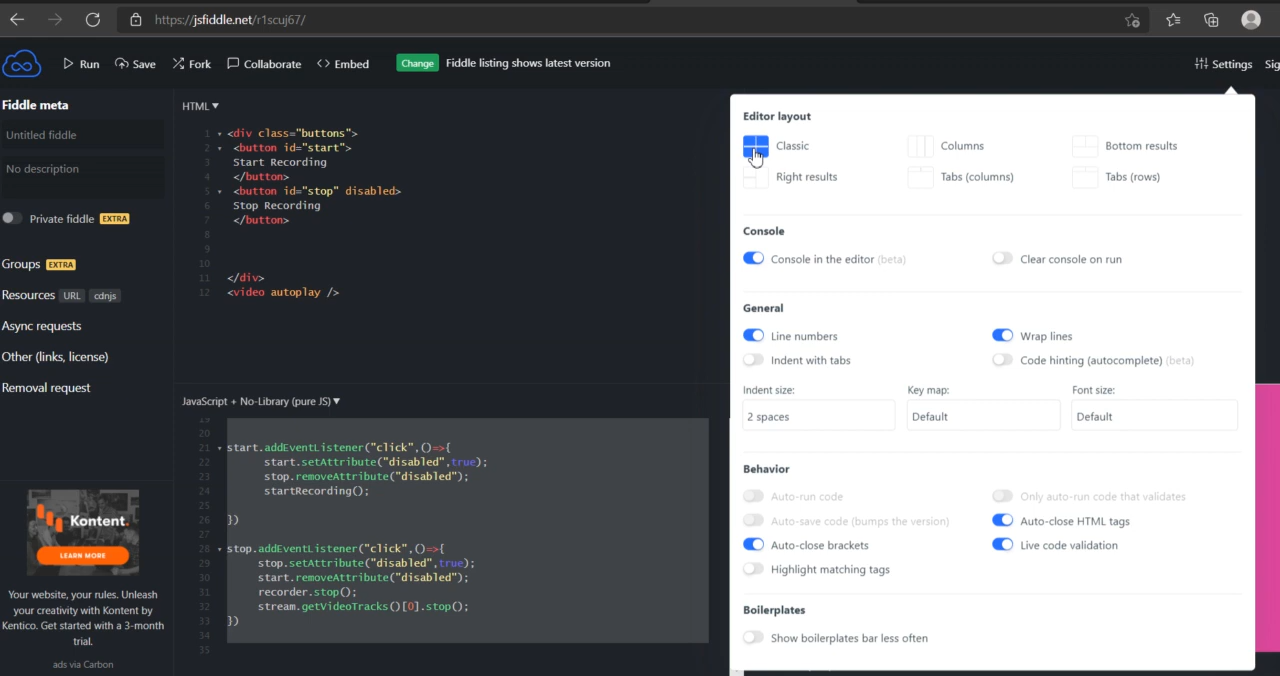 https://jsfiddle.net/r1scuj67/
Run Save Fork Collaborate Embed Change Fiddle listing shows latest version Settings
Fiddle meta
Untitled fiddle
No description
Private fiddle EXTRA
Groups EXTRA
Resources URL cdnjs
Async requests
Other (links, license)
Removal request
Kontent.
LEARN MORE
Your website, your rules. Unleash
your creativity with Kontent by
Kentico. Get started with a 3-month
trial.
ads via Carbon
HTML ▼
1 <div class="buttons">
2 <button id="start">
3 Start Recording
4 </button>
5 <button id="stop" disabled>
6 Stop Recording
7 </button>
8
9
10
11 </div>
12 <video autoplay />
JavaScript + No-Library (pure JS) ▼
19
20
21 start.addEventListener("click",()=>{
22 start.setAttribute("disabled",true);
23 stop.removeAttribute("disabled");
24 startRecording();
25
26 })
27
28 stop.addEventListener("click",()=>{
29 stop.setAttribute("disabled",true);
30 start.removeAttribute("disabled");
31 recorder.stop();
32 stream.getVideoTracks()[0].stop();
33 })
34
35
Editor layout
Classic Columns Bottom results
Right results Tabs (columns) Tabs (rows)
Console
Console in the editor (beta) Clear console on run
General
Line numbers Wrap lines
Indent with tabs Code hinting (autocomplete) (beta)
Indent size: Key map: Font size:
2 spaces Default Default
Behavior
Auto-run code Only auto-run code that validates
Auto-save code (bumps the version) Auto-close HTML tags
Auto-close brackets Live code validation
Highlight matching tags
Boilerplates
Show boilerplates bar less often